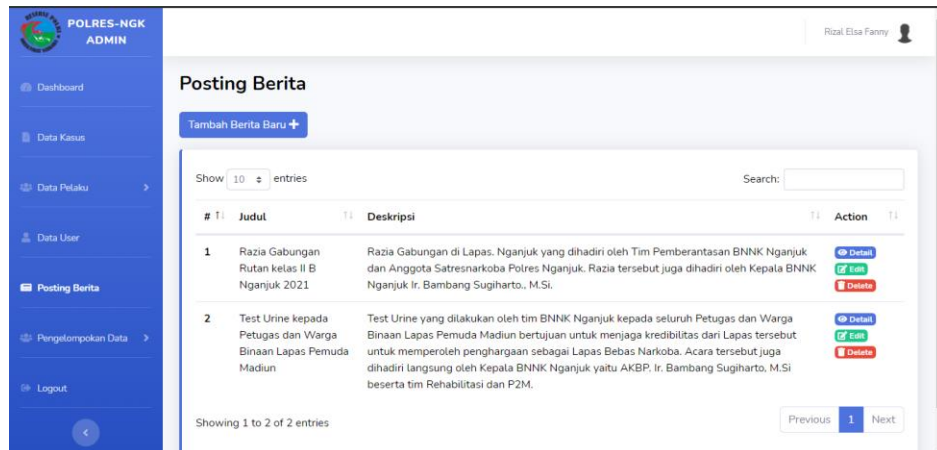 POLRES-NGK
ADMIN
Rizal Elsa Fanny
Dashboard
Data Kasus
Data Pelaku
Data User
Posting Berita
Pengelompokan Data
Logout
Posting Berita
Tambah Berita Baru
Show 10 entries
Search:
# Judul Deskripsi Action
1 Razia Gabungan Rutan kelas II B Nganjuk 2021
Razia Gabungan di Lapas. Nganjuk yang dihadiri oleh Tim Pemberantasan BNNK Nganjuk
dan Anggota Satresnarkoba Polres Nganjuk. Razia tersebut juga dihadiri oleh Kepala BNNK
Nganjuk Ir. Bambang Sugiharto,. M.Si.
Detail
Edit
Delete
2 Test Urine kepada Petugas dan Warga Binaan Lapas Pemuda Madiun
Test Urine yang dilakukan oleh tim BNNK Nganjuk kepada seluruh Petugas dan Warga
Binaan Lapas Pemuda Madiun bertujuan untuk menjaga kredibilitas dari Lapas tersebut
untuk memperoleh penghargaan sebagai Lapas Bebas Narkoba. Acara tersebut juga
dihadiri langsung oleh Kepala BNNK Nganjuk yaitu AKBP. Ir. Bambang Sugiharto, M.Si
beserta tim Rehabilitasi dan P2M.
Detail
Edit
Delete
Showing 1 to 2 of 2 entries
Previous 1 Next